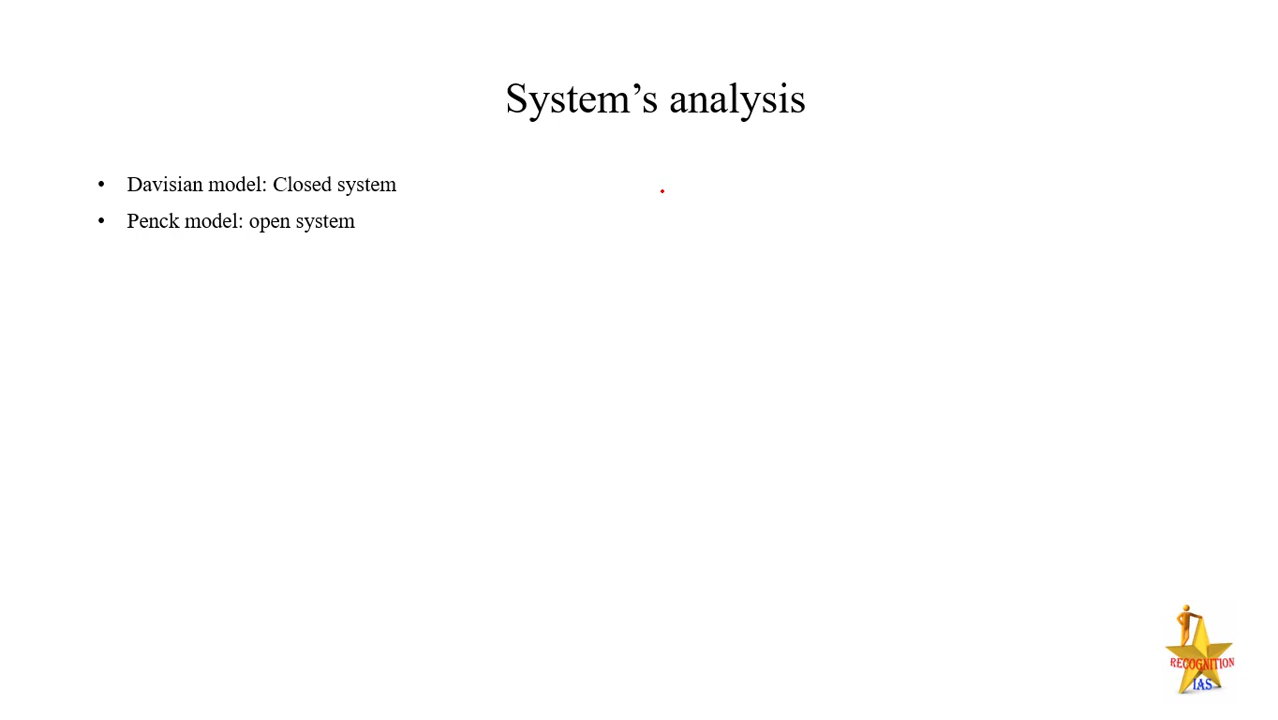 System’s analysis
• Davisian model: Closed system
• Penck model: open system
RECOGNITION
IAS